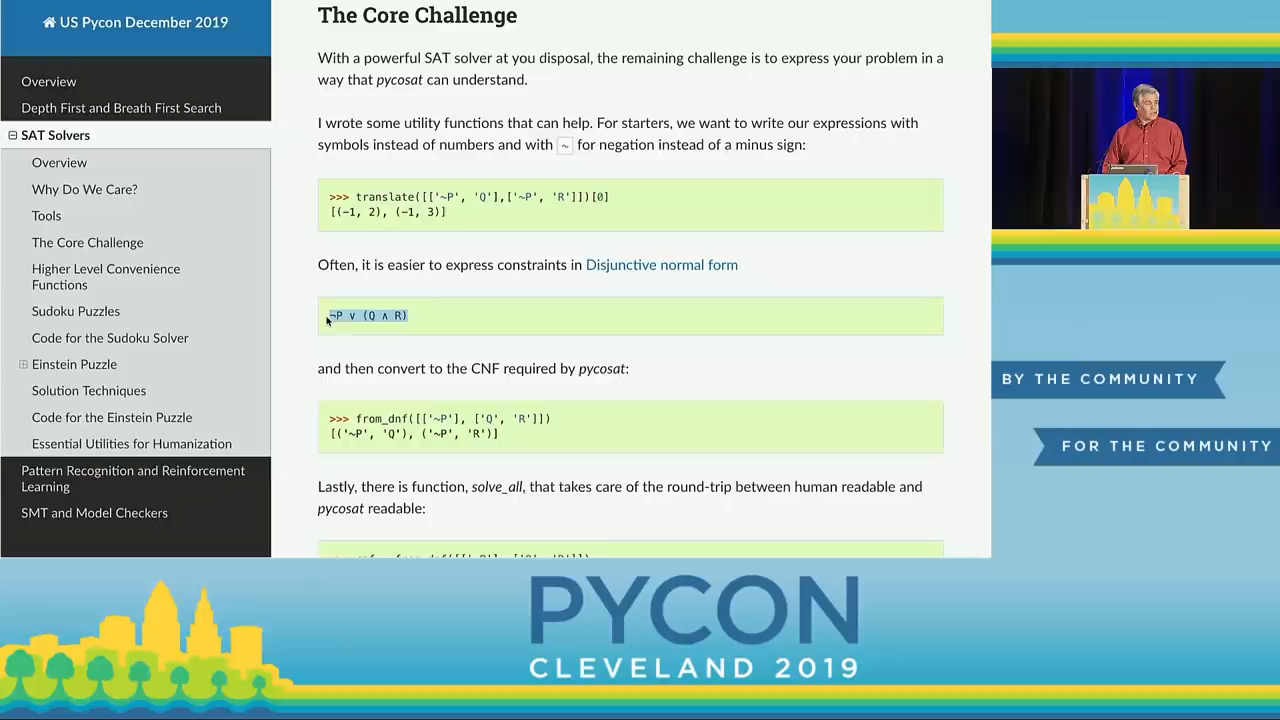 US Pycon December 2019
Overview
Depth First and Breath First Search
SAT Solvers
Overview
Why Do We Care?
Tools
The Core Challenge
Higher Level Convenience
Functions
Sudoku Puzzles
Code for the Sudoku Solver
Einstein Puzzle
Solution Techniques
Code for the Einstein Puzzle
Essential Utilities for Humanization
Pattern Recognition and Reinforcement
Learning
SMT and Model Checkers
The Core Challenge
With a powerful SAT solver at you disposal, the remaining challenge is to express your problem in a
way that pycosat can understand.
I wrote some utility functions that can help. For starters, we want to write our expressions with
symbols instead of numbers and with ~ for negation instead of a minus sign:
>>> translate([['~P', 'Q'],['~P', 'R']])[0]
[(-1, 2), (-1, 3)]
Often, it is easier to express constraints in Disjunctive normal form
¬P ∨ (Q ∧ R)
and then convert to the CNF required by pycosat:
>>> from_dnf([['~P'], ['Q', 'R']])
[('~P', 'Q'), ('~P', 'R')]
Lastly, there is function, solve_all, that takes care of the round-trip between human readable and
pycosat readable:
BY THE COMMUNITY
FOR THE COMMUNITY
PYCON
CLEVELAND 2019